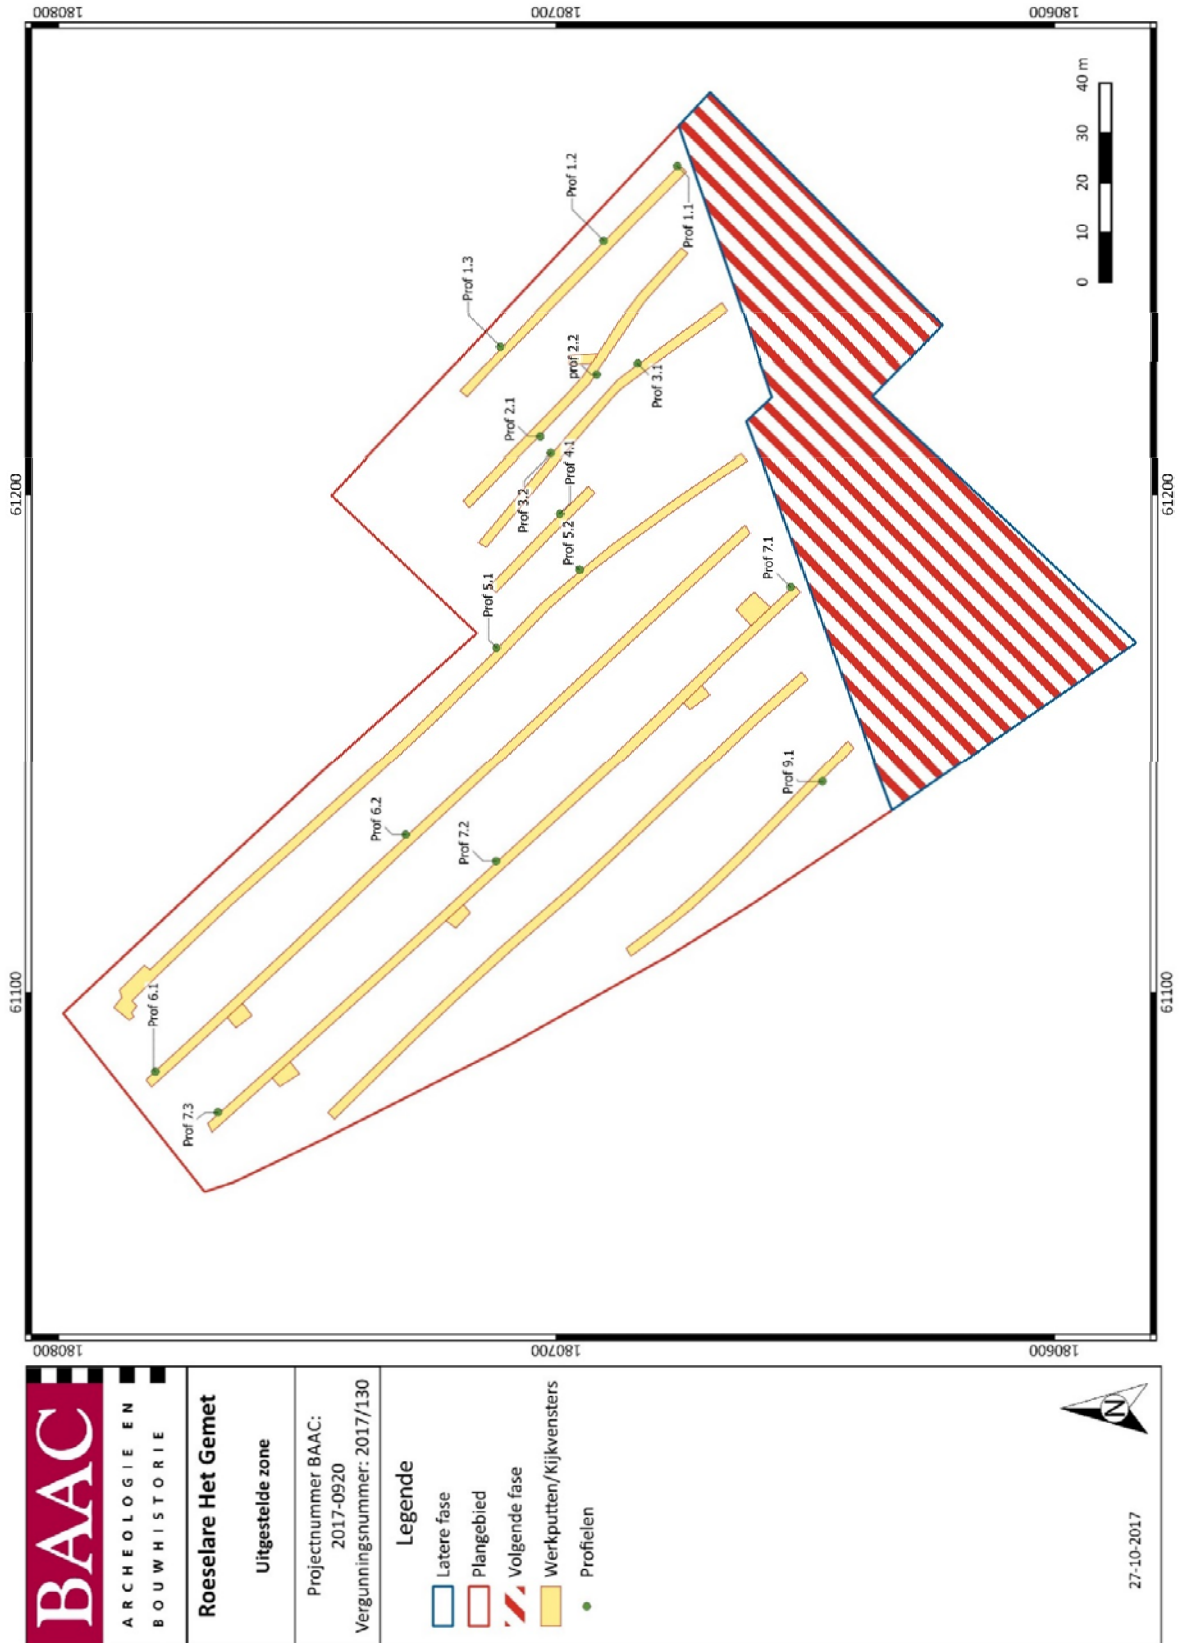 BAAC
ARCHEOLOGIE EN
BOUWHISTORIE
Roeselare Het Gemet
Uitgestelde zone
Projectnummer BAAC:
2017-0920
Vergunningsnummer: 2017/130
Legende
Latere fase
Plangebied
Volgende fase
Werkputten/Kijkvensters
Profielen
27-10-2017
N
61100
61200
180800
180700
180600
180800
180700
180600
61100
61200
Prof 7.3
Prof 6.1
Prof 6.2
Prof 7.2
Prof 9.1
Prof 7.1
Prof 5.1
Prof 5.2
Prof 4.1
Prof 3.2
Prof 2.1
prof 2.2
Prof 3.1
Prof 1.3
Prof 1.2
Prof 1.1
0 10 20 30 40 m